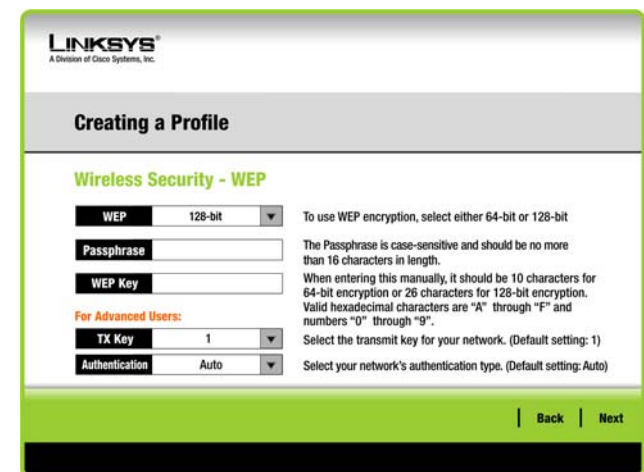 LINKSYS®
A Division of Cisco Systems, Inc.
Creating a Profile
Wireless Security - WEP
WEP 128-bit To use WEP encryption, select either 64-bit or 128-bit
Passphrase The Passphrase is case-sensitive and should be no more
than 16 characters in length.
WEP Key When entering this manually, it should be 10 characters for
64-bit encryption or 26 characters for 128-bit encryption.
Valid hexadecimal characters are “A” through “F” and
numbers “0” through “9”.
For Advanced Users:
TX Key 1 Select the transmit key for your network. (Default setting: 1)
Authentication Auto Select your network's authentication type. (Default setting: Auto)
Back Next